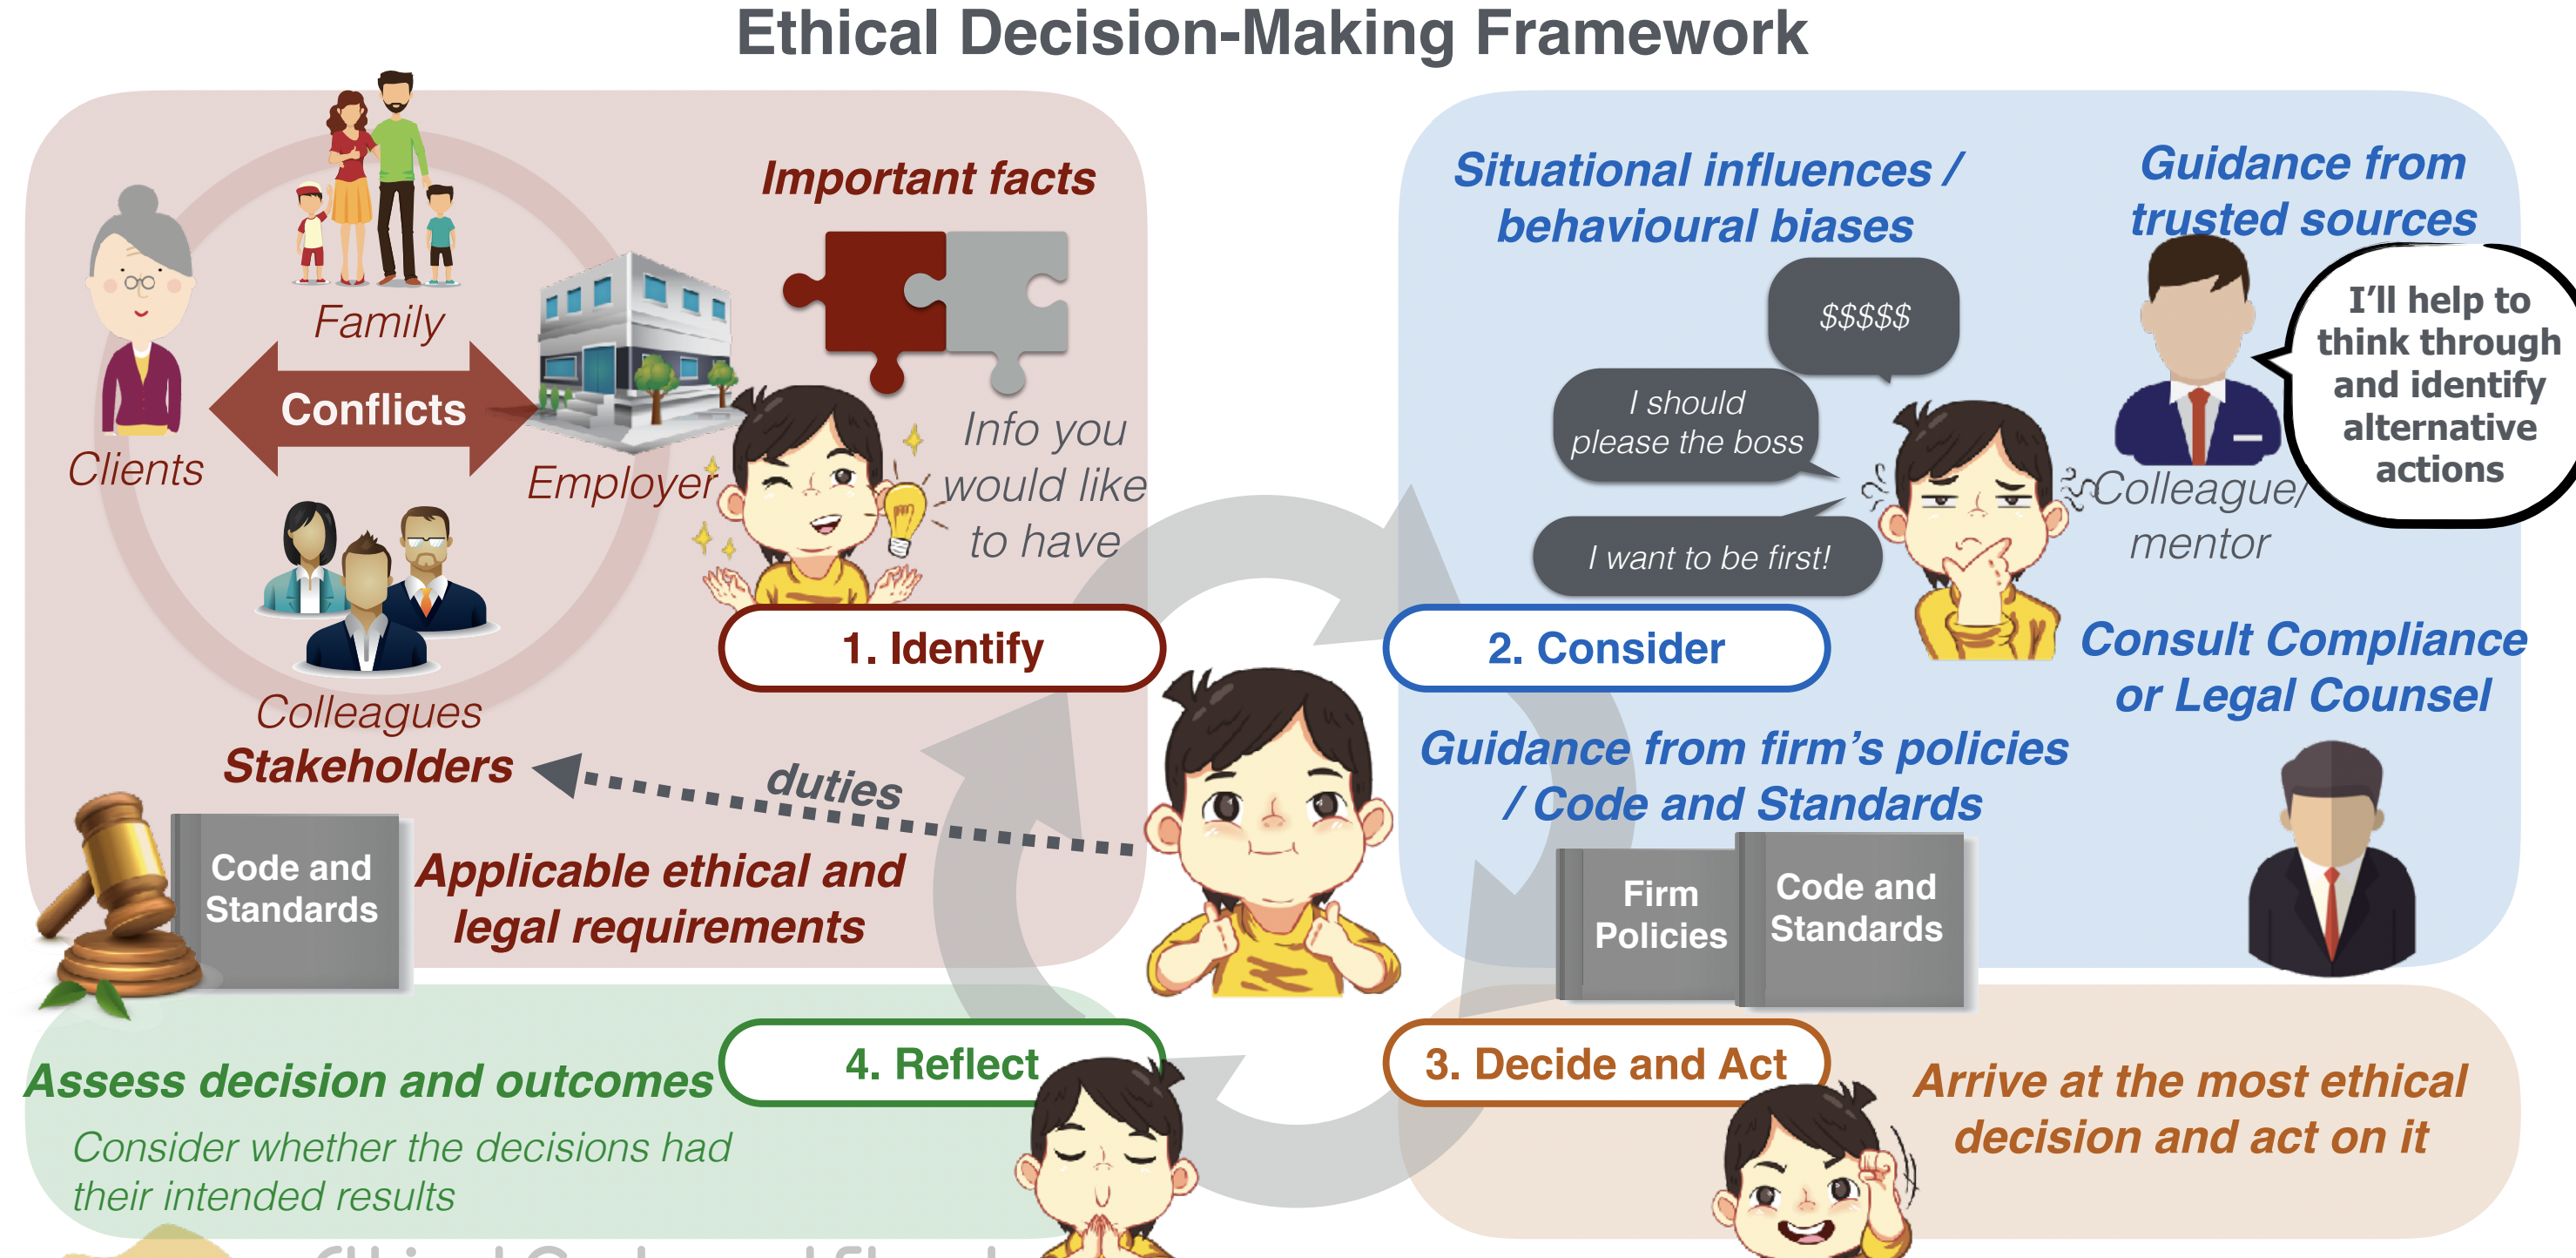 Ethical Decision-Making Framework
Family
Clients
Conflicts
Employer
Colleagues
Stakeholders
Important facts
Info you
would like
to have
1. Identify
duties
Code and
Standards
Applicable ethical and
legal requirements
Situational influences /
behavioural biases
$$$$$
I should
please the boss
I want to be first!
Guidance from
trusted sources
I'll help to
think through
and identify
alternative
actions
Colleague/
mentor
2. Consider
Consult Compliance
or Legal Counsel
Guidance from firm's policies
/ Code and Standards
Firm
Policies
Code and
Standards
3. Decide and Act
Arrive at the most ethical
decision and act on it
4. Reflect
Assess decision and outcomes
Consider whether the decisions had
their intended results